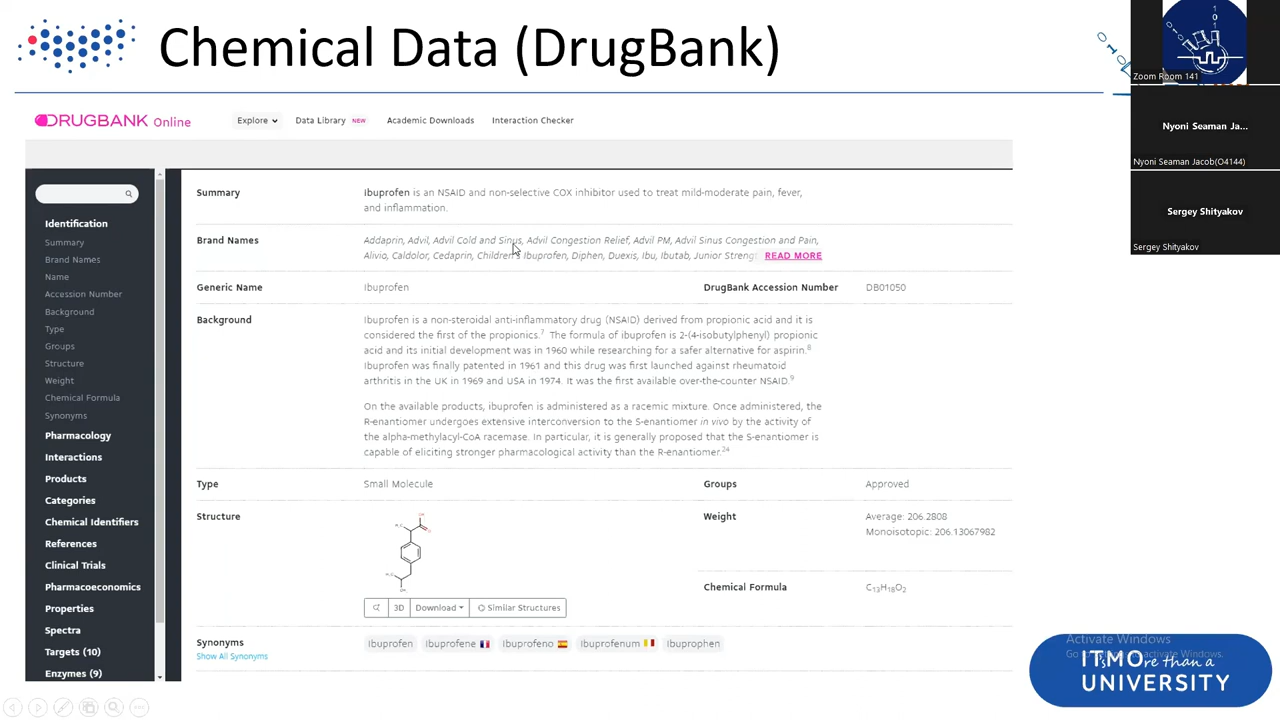 Chemical Data (DrugBank)
Zoom Room 141
Nyoni Seaman Ja...
Nyoni Seaman Jacob(O4144)
Sergey Shityakov
Sergey Shityakov
DRUGBANK Online
Explore
Data Library NEW
Academic Downloads
Interaction Checker
Identification
Summary
Brand Names
Name
Accession Number
Background
Type
Groups
Structure
Weight
Chemical Formula
Synonyms
Pharmacology
Interactions
Products
Categories
Chemical Identifiers
References
Clinical Trials
Pharmacoeconomics
Properties
Spectra
Targets (10)
Enzymes (9)
Summary
Ibuprofen is an NSAID and non-selective COX inhibitor used to treat mild-moderate pain, fever,
and inflammation.
Brand Names
Addaprin, Advil, Advil Cold and Sinus, Advil Congestion Relief, Advil PM, Advil Sinus Congestion and Pain,
Alivio, Caldolor, Cedaprin, Children's Ibuprofen, Diphen, Duexis, Ibu, Ibutab, Junior Streng READ MORE
Generic Name
Ibuprofen
DrugBank Accession Number
DB01050
Background
Ibuprofen is a non-steroidal anti-inflammatory drug (NSAID) derived from propionic acid and it is
considered the first of the propionics.7 The formula of ibuprofen is 2-(4-isobutylphenyl) propionic
acid and its initial development was in 1960 while researching for a safer alternative for aspirin.8
Ibuprofen was finally patented in 1961 and this drug was first launched against rheumatoid
arthritis in the UK in 1969 and USA in 1974. It was the first available over-the-counter NSAID.9
On the available products, ibuprofen is administered as a racemic mixture. Once administered, the
R-enantiomer undergoes extensive interconversion to the S-enantiomer in vivo by the activity of
the alpha-methylacyl-CoA racemase. In particular, it is generally proposed that the S-enantiomer is
capable of eliciting stronger pharmacological activity than the R-enantiomer.24
Type
Small Molecule
Groups
Approved
Structure
Weight
Average: 206.2808
Monoisotopic: 206.13067982
Chemical Formula
C13H18O2
3D
Download
Similar Structures
Synonyms
Show All Synonyms
Ibuprofen
Ibuprofene
Ibuprofeno
Ibuprofenum
Ibuprophen
Activate Windows
ITsMOre than a
UNIVERSITY